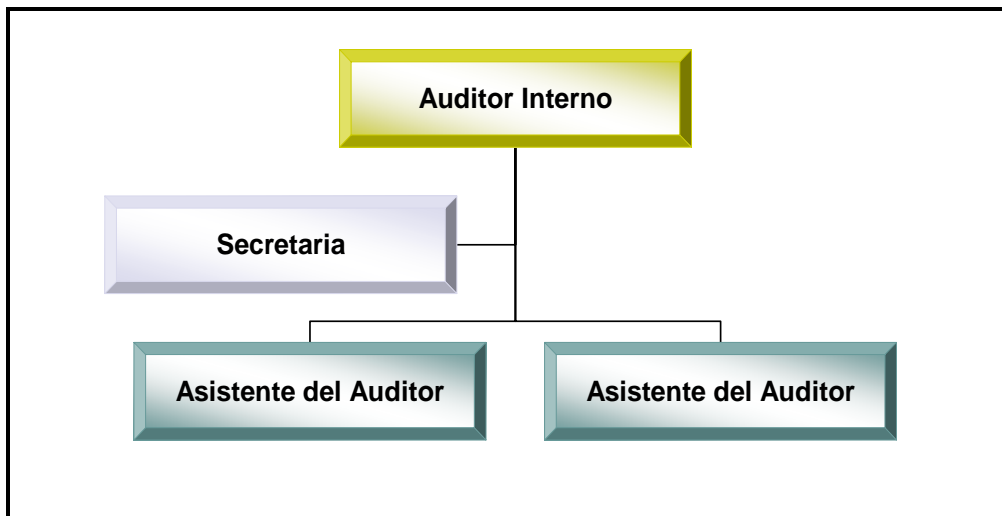 Auditor Interno
Secretaria
Asistente del Auditor
Asistente del Auditor